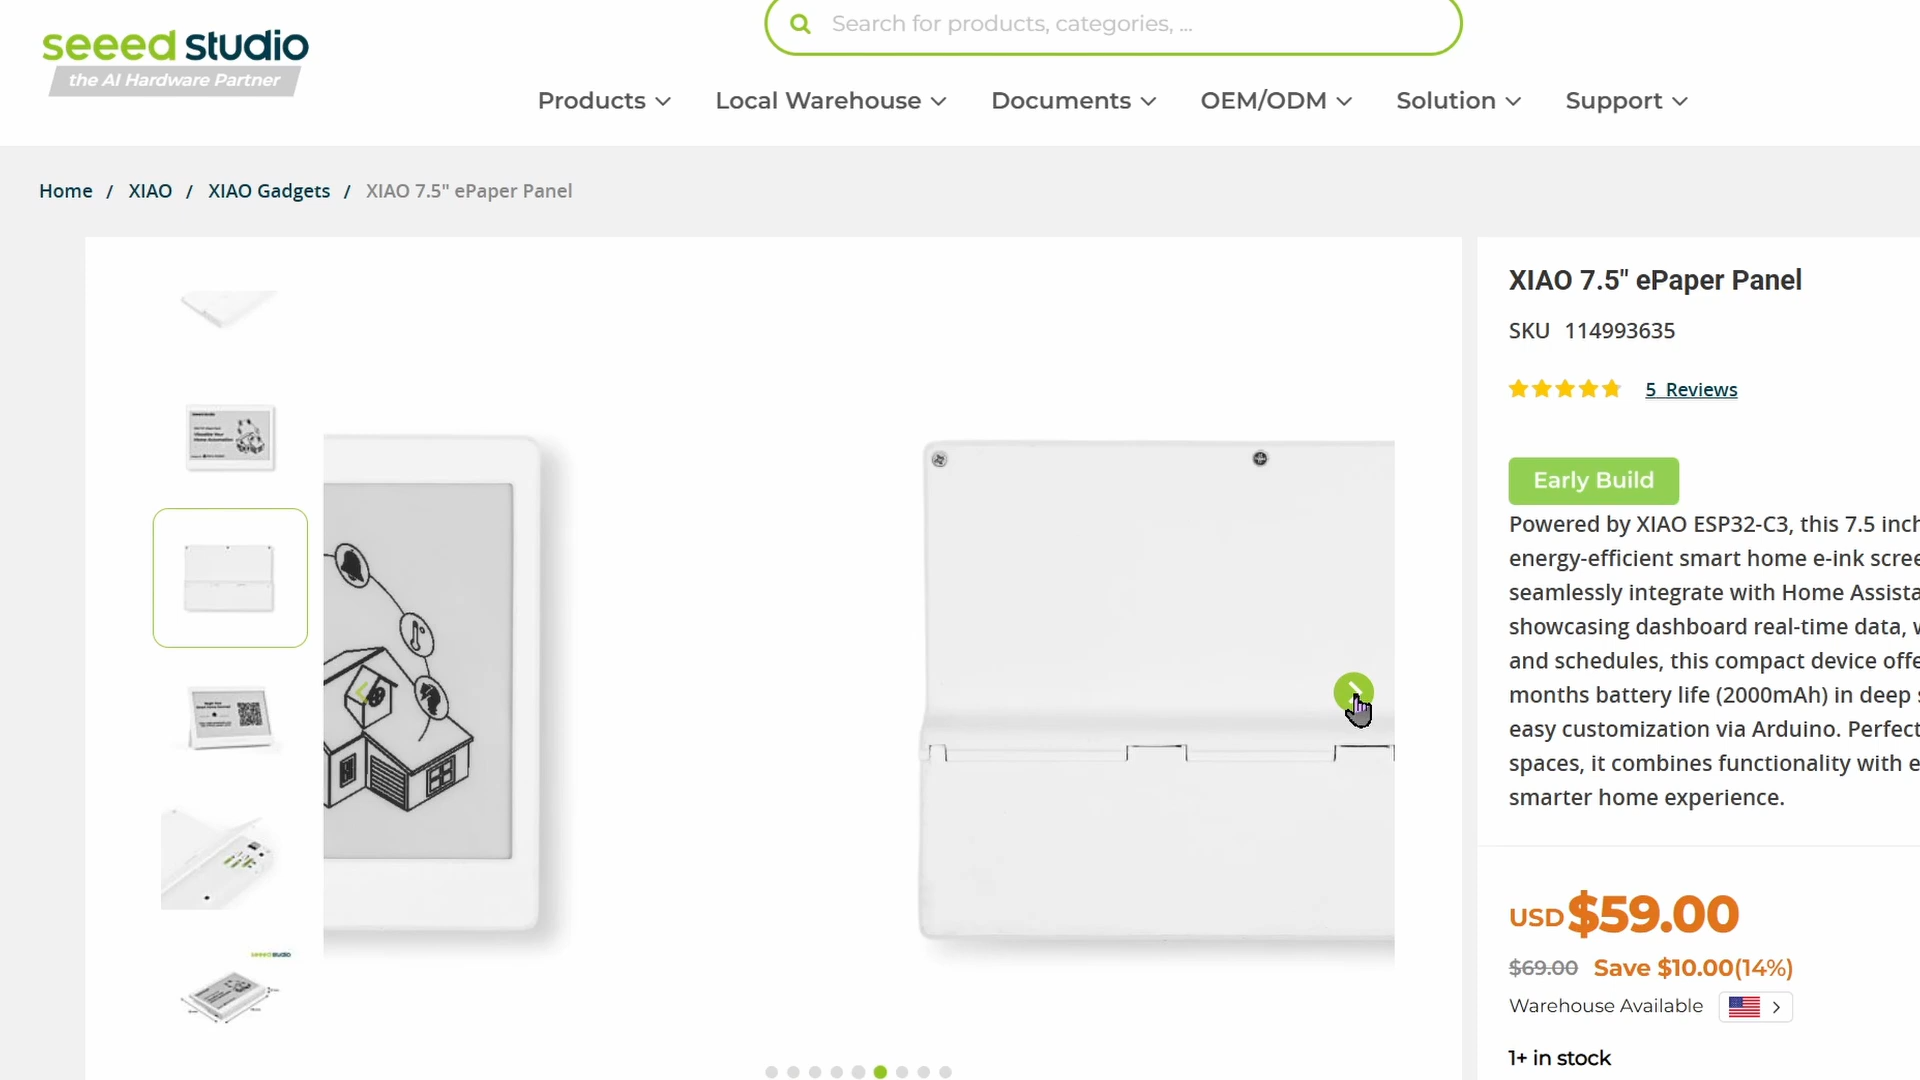 seeed studio
the AI Hardware Partner
Search for products, categories, ...
Products
Local Warehouse
Documents
OEM/ODM
Solution
Support
Home / XIAO / XIAO Gadgets / XIAO 7.5" ePaper Panel
XIAO 7.5" ePaper Panel
SKU 114993635
5 Reviews
Early Build
Powered by XIAO ESP32-C3, this 7.5 inch
energy-efficient smart home e-ink scree
seamlessly integrate with Home Assista
showcasing dashboard real-time data, w
and schedules, this compact device offe
months battery life (2000mAh) in deep s
easy customization via Arduino. Perfect
spaces, it combines functionality with e
smarter home experience.
USD $59.00
$69.00 Save $10.00(14%)
Warehouse Available
1+ in stock
seeed studio